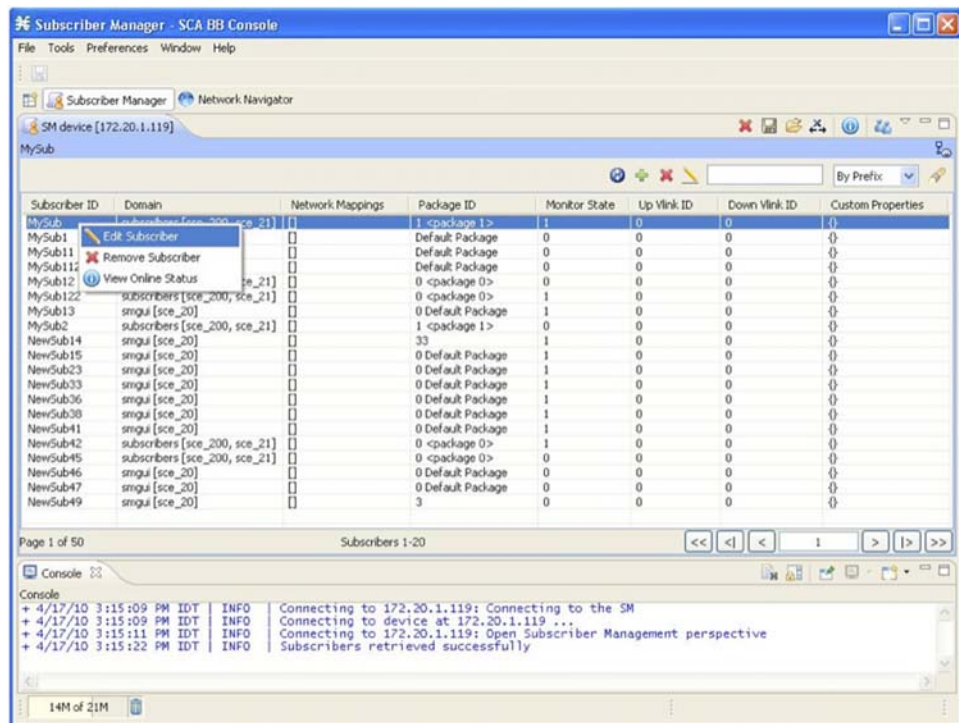 Subscriber Manager - SCA BB Console
File Tools Preferences Window Help
Subscriber Manager Network Navigator
SM device [172.20.1.119]
MySub
By Prefix
Subscriber ID Domain Network Mappings Package ID Monitor State Up Vlink ID Down Vlink ID Custom Properties
MySub subscribers [sce_200, sce_21] [] 1 <package 1> 1 0 0 {}
Edit Subscriber
Remove Subscriber
View Online Status
MySub1 [] Default Package 0 0 0 {}
MySub11 [] Default Package 0 0 0 {}
MySub112 [] Default Package 0 0 0 {}
MySub12 ce_21] [] 0 <package 0> 0 0 0 {}
MySub122 subscribers [sce_200, sce_21] [] 0 <package 0> 1 0 0 {}
MySub13 smgui [sce_20] [] 0 Default Package 1 0 0 {}
MySub2 subscribers [sce_200, sce_21] [] 1 <package 1> 0 0 0 {}
NewSub14 smgui [sce_20] [] 33 1 0 0 {}
NewSub15 smgui [sce_20] [] 0 Default Package 1 0 0 {}
NewSub23 smgui [sce_20] [] 0 Default Package 1 0 0 {}
NewSub33 smgui [sce_20] [] 0 Default Package 1 0 0 {}
NewSub36 smgui [sce_20] [] 0 Default Package 1 0 0 {}
NewSub38 smgui [sce_20] [] 0 Default Package 1 0 0 {}
NewSub41 smgui [sce_20] [] 0 Default Package 1 0 0 {}
NewSub42 subscribers [sce_200, sce_21] [] 0 <package 0> 1 0 0 {}
NewSub45 subscribers [sce_200, sce_21] [] 0 <package 0> 0 0 0 {}
NewSub46 smgui [sce_20] [] 0 Default Package 0 0 0 {}
NewSub47 smgui [sce_20] [] 0 Default Package 0 0 0 {}
NewSub49 smgui [sce_20] [] 3 0 0 0 {}
Page 1 of 50 Subscribers 1-20 << <| < 1 > |> >>
Console
Console
+ 4/17/10 3:15:09 PM IDT | INFO | Connecting to 172.20.1.119: Connecting to the SM
+ 4/17/10 3:15:09 PM IDT | INFO | Connecting to device at 172.20.1.119 ...
+ 4/17/10 3:15:11 PM IDT | INFO | Connecting to 172.20.1.119: Open Subscriber Management perspective
+ 4/17/10 3:15:22 PM IDT | INFO | Subscribers retrieved successfully
14M of 21M